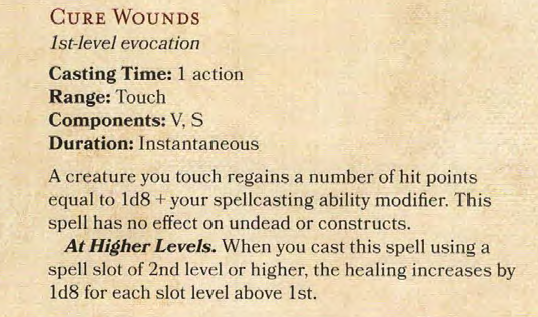 CURE WOUNDS
1st-level evocation
Casting Time: 1 action
Range: Touch
Components: V, S
Duration: Instantaneous
A creature you touch regains a number of hit points
equal to 1d8 + your spellcasting ability modifier. This
spell has no effect on undead or constructs.
At Higher Levels. When you cast this spell using a
spell slot of 2nd level or higher, the healing increases by
1d8 for each slot level above 1st.